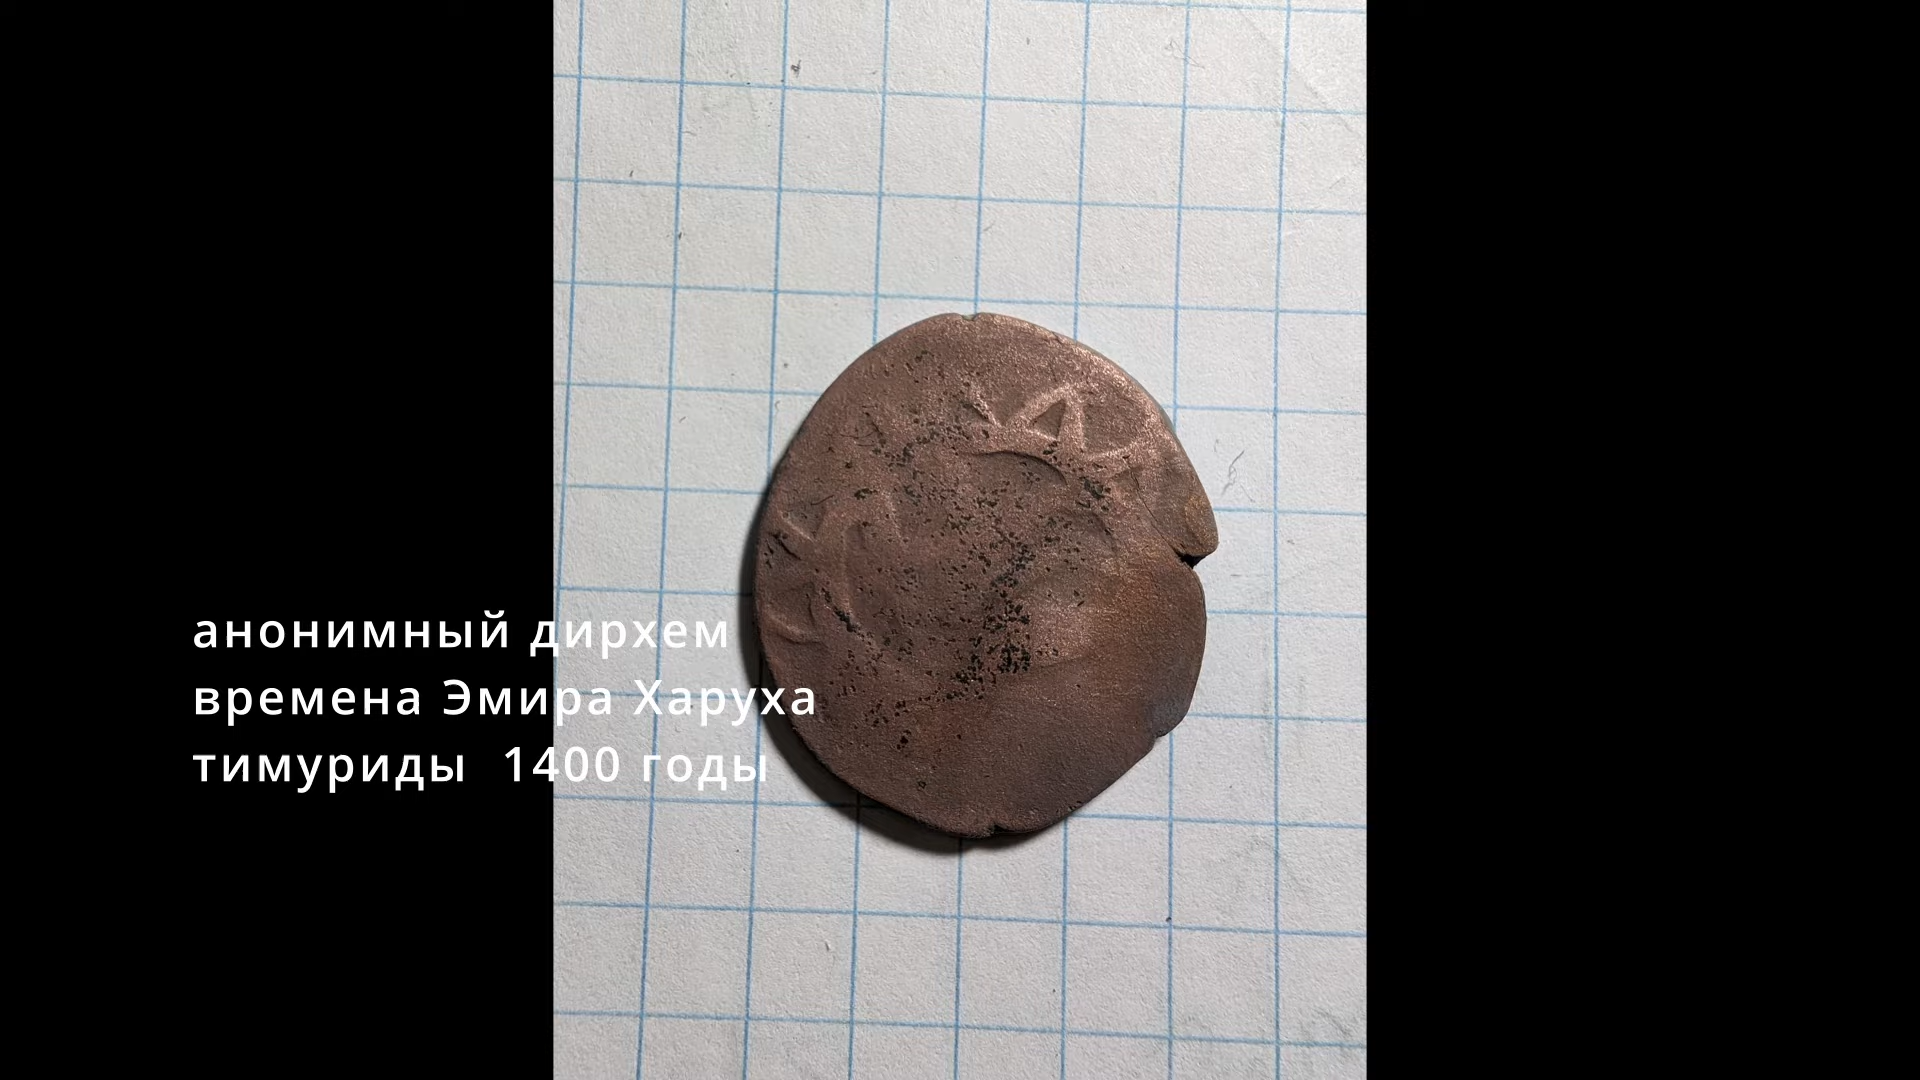 анонимный дирхем
времена Эмира Харуха
тимуриды 1400 годы